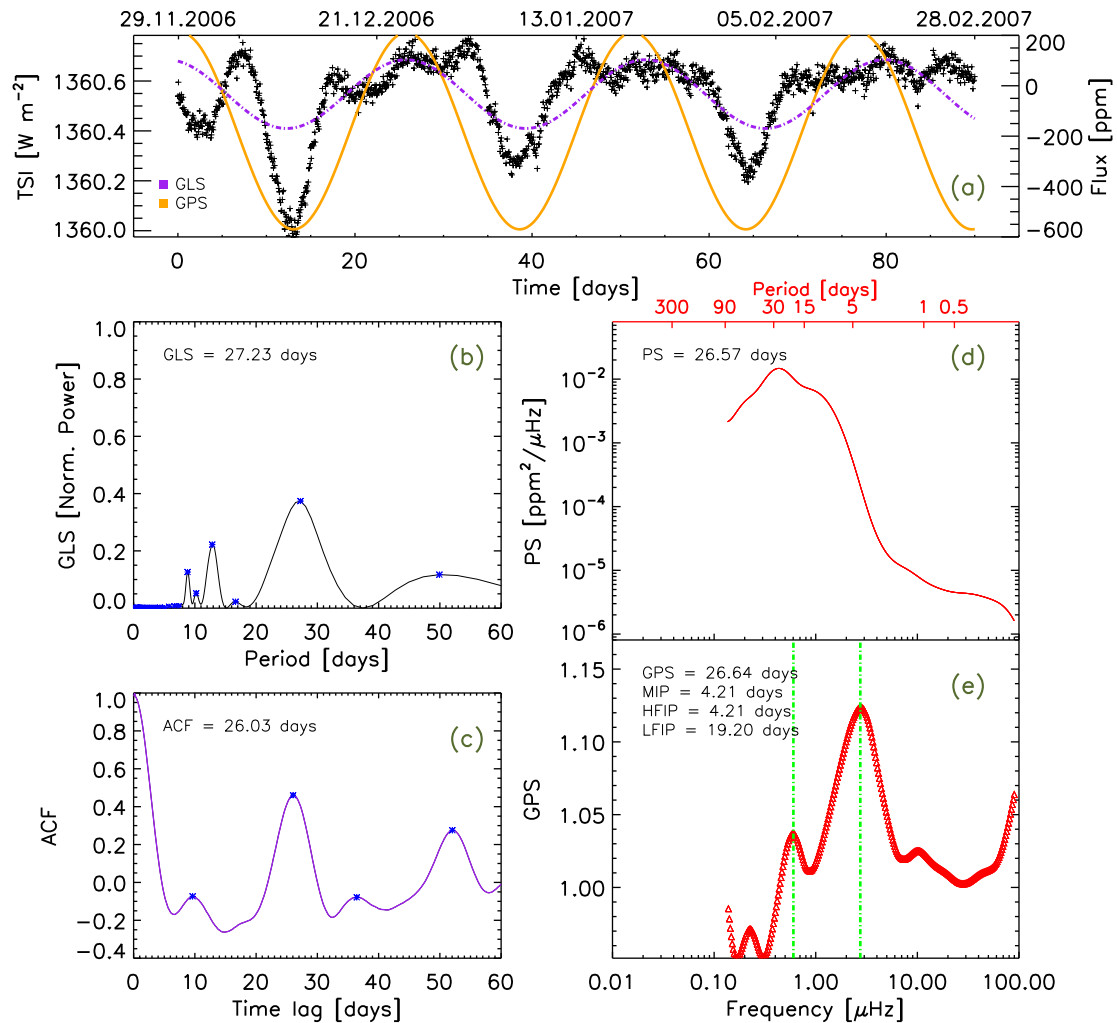 29.11.2006 21.12.2006 13.01.2007 05.02.2007 28.02.2007
TSI [W m⁻²]
1360.6
1360.4
1360.2
1360.0
200
0
−200
−400
−600
Flux [ppm]
GLS
GPS
(a)
0 20 40 60 80
Time [days]
Period [days]
300 90 30 15 5 1 0.5
GLS [Norm. Power]
1.0
0.8
0.6
0.4
0.2
0.0
GLS = 27.23 days
(b)
0 10 20 30 40 50 60
Period [days]
PS [ppm²/μHz]
10⁻²
10⁻³
10⁻⁴
10⁻⁵
10⁻⁶
PS = 26.57 days
(d)
ACF
1.0
0.8
0.6
0.4
0.2
0.0
−0.2
−0.4
ACF = 26.03 days
(c)
0 10 20 30 40 50 60
Time lag [days]
GPS
1.15
1.10
1.05
1.00
GPS = 26.64 days
MIP = 4.21 days
HFIP = 4.21 days
LFIP = 19.20 days
(e)
0.01 0.10 1.00 10.00 100.00
Frequency [μHz]